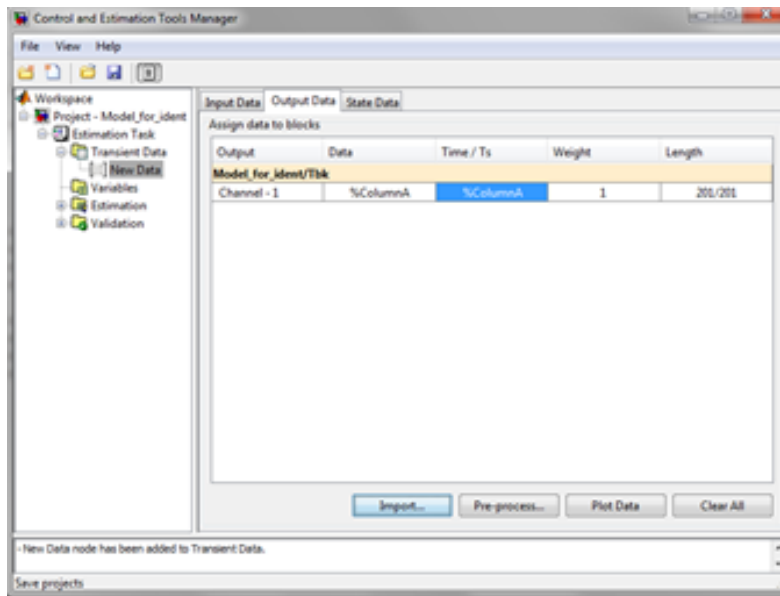 Control and Estimation Tools Manager
File View Help
Workspace
Project - Model_for_ident
Estimation Task
Transient Data
New Data
Variables
Estimation
Validation
Input Data Output Data State Data
Assign data to blocks
Output Data Time / Ts Weight Length
Model_for_ident/Tbk
Channel - 1 %ColumnA %ColumnA 1 201/201
Import... Pre-process... Plot Data Clear All
- New Data node has been added to Transient Data.
Save projects